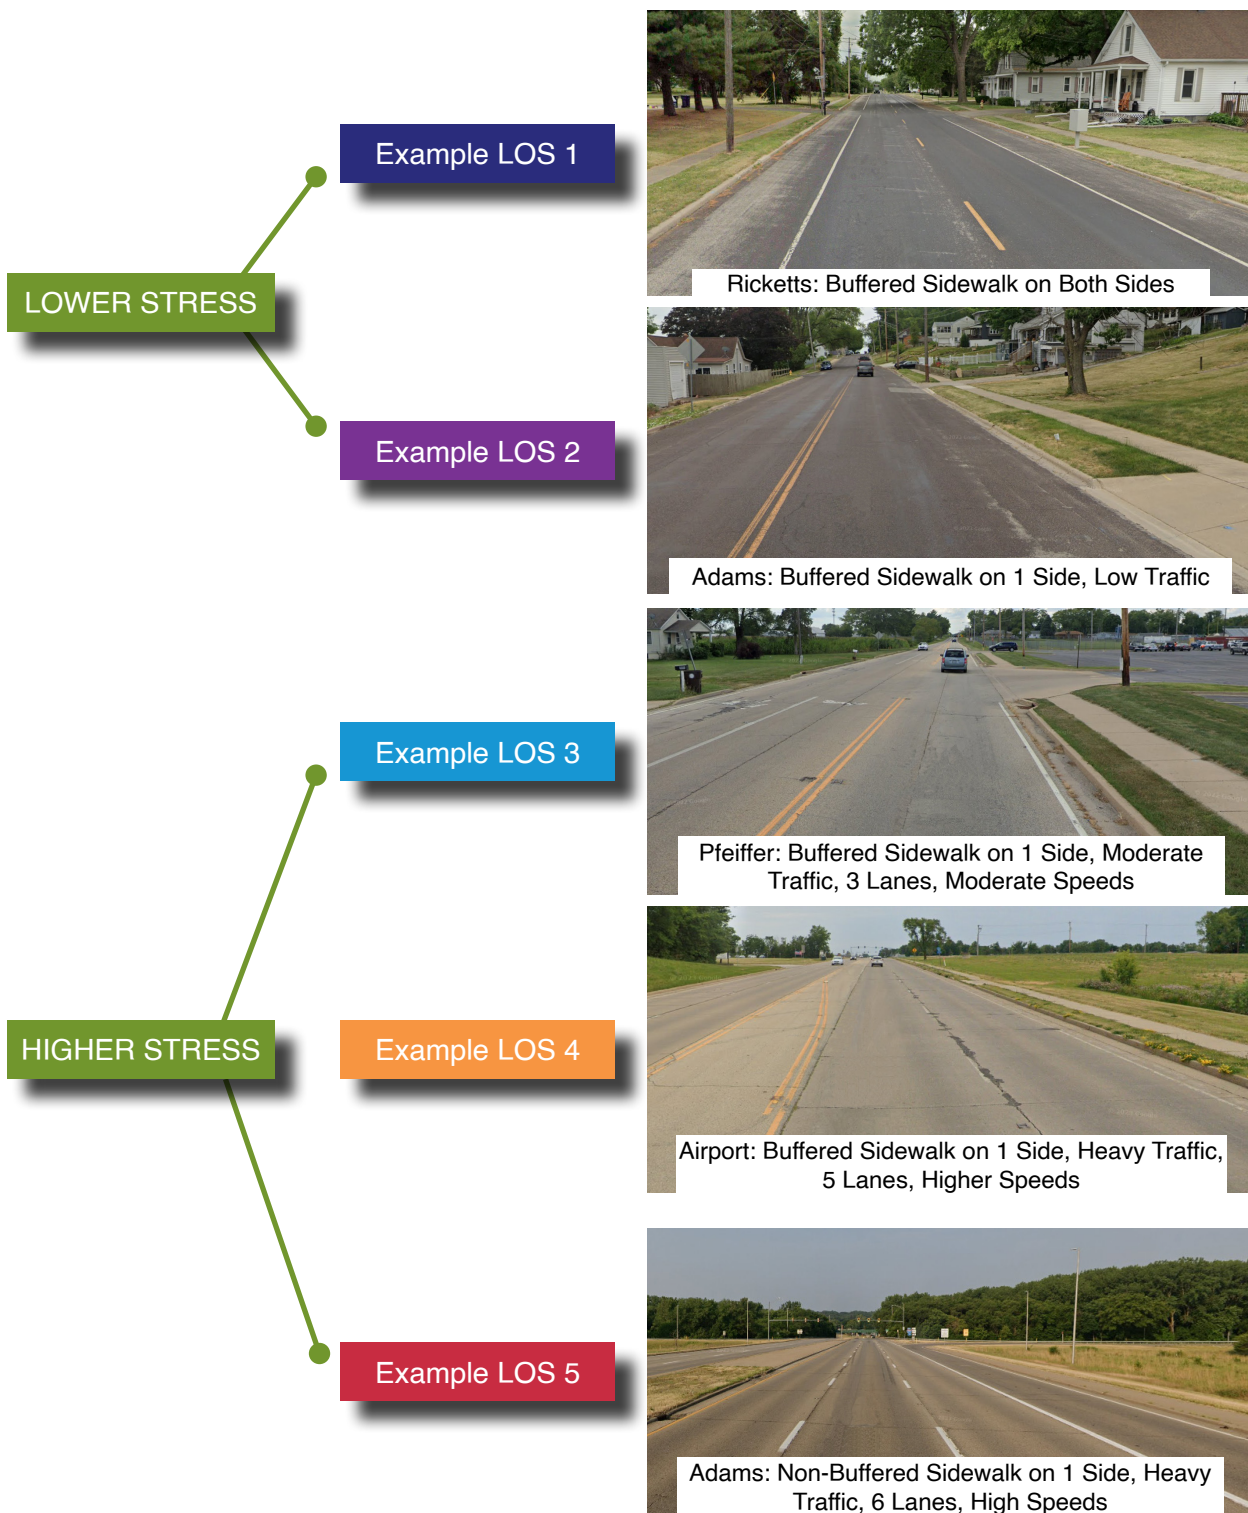 Example LOS 1
Ricketts: Buffered Sidewalk on Both Sides
LOWER STRESS
Example LOS 2
Adams: Buffered Sidewalk on 1 Side, Low Traffic
Example LOS 3
Pfeiffer: Buffered Sidewalk on 1 Side, Moderate
Traffic, 3 Lanes, Moderate Speeds
HIGHER STRESS
Example LOS 4
Airport: Buffered Sidewalk on 1 Side, Heavy Traffic,
5 Lanes, Higher Speeds
Example LOS 5
Adams: Non-Buffered Sidewalk on 1 Side, Heavy
Traffic, 6 Lanes, High Speeds